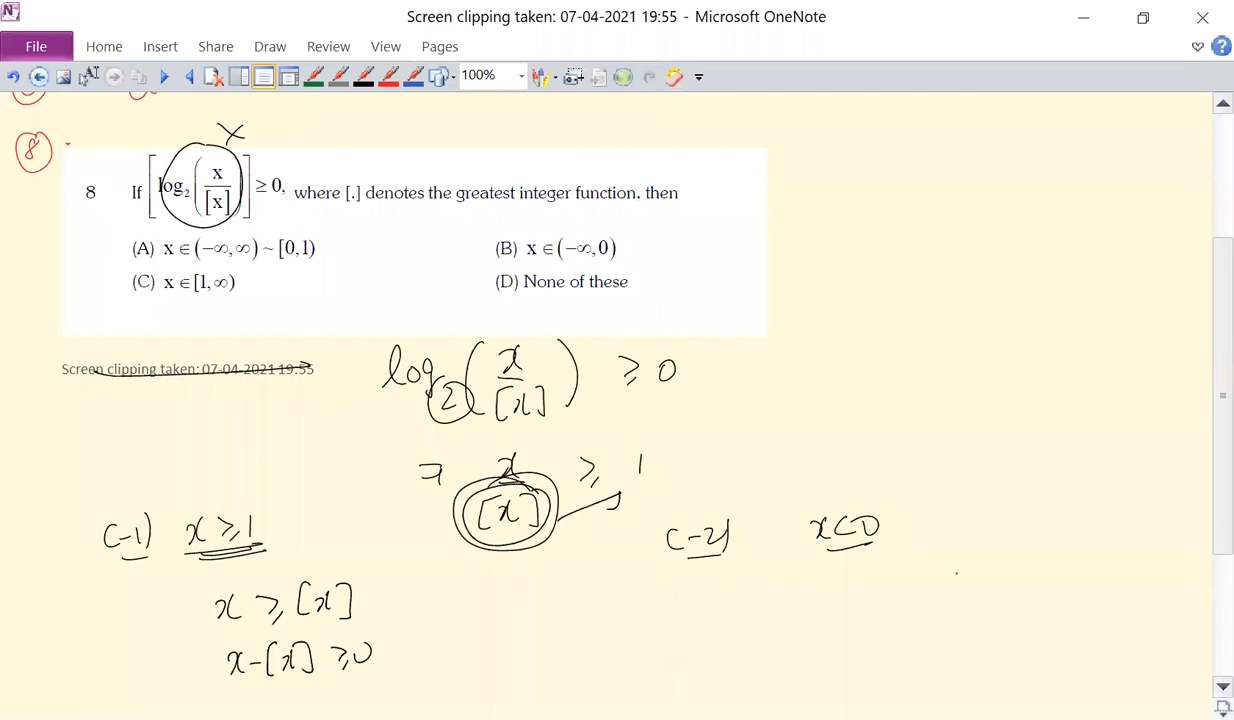 Screen clipping taken: 07-04-2021 19:55 - Microsoft OneNote
File Home Insert Share Draw Review View Pages
100%
8
x
8 If [log₂(x/[x])] ≥ 0, where [.] denotes the greatest integer function, then
(A) x ∈ (−∞, ∞) ~ [0, 1) (B) x ∈ (−∞, 0)
(C) x ∈ [1, ∞) (D) None of these
Screen clipping taken: 07-04-2021 19:55
log₂(x/[x]) ≥ 0
⇒ x/[x] ≥ 1
C-1) x ≥ 1 C-2) x < 0
x ≥ [x]
x - [x] ≥ 0